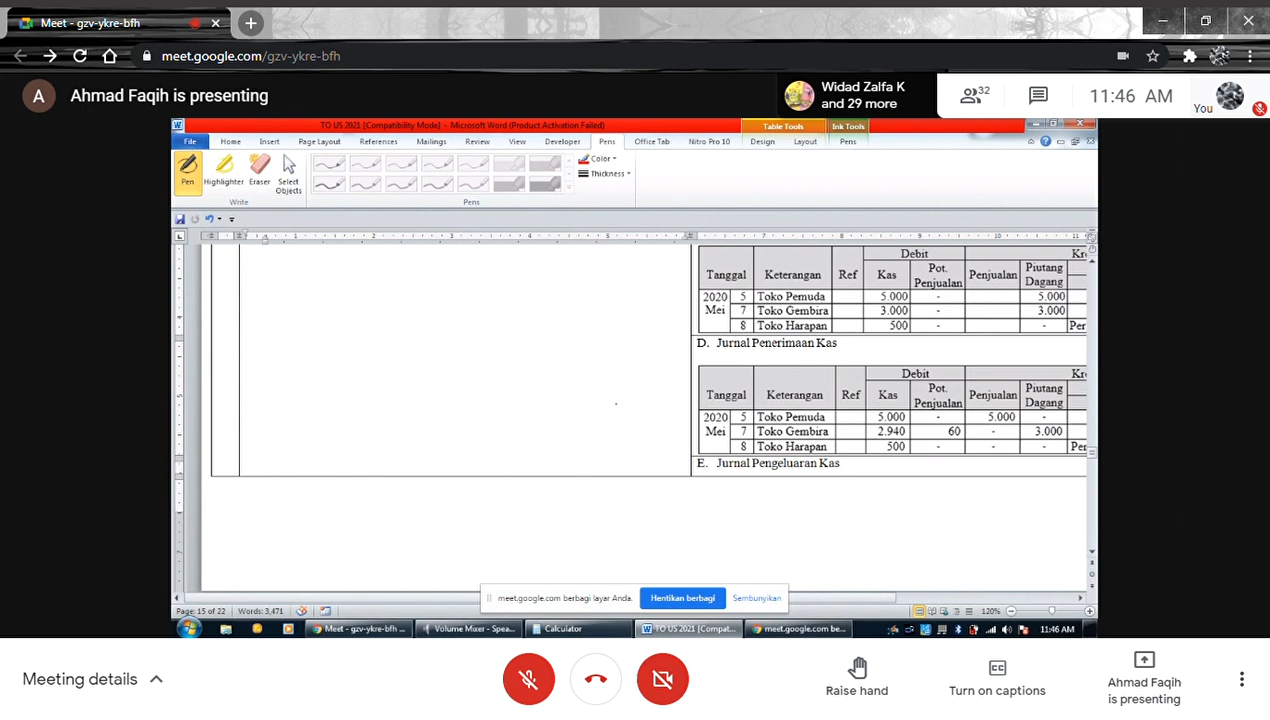 Meet - gzv-ykre-bfh
meet.google.com/gzv-ykre-bfh
A
Ahmad Faqih is presenting
Widad Zalfa K
and 29 more
32
11:46 AM
You
TO US 2021 [Compatibility Mode] - Microsoft Word (Product Activation Failed)
Table Tools
Ink Tools
File
Home
Insert
Page Layout
References
Mailings
Review
View
Developer
Pens
Office Tab
Nitro Pro 10
Design
Layout
Pens
Pen
Highlighter
Eraser
Select
Objects
Color
Thickness
Write
Pens
Debit
Kr
Tanggal
Keterangan
Ref
Kas
Pot.
Penjualan
Penjualan
Piutang
Dagang
2020 5 Toko Pemuda 5.000 - 5.000
Mei 7 Toko Gembira 3.000 - 3.000
8 Toko Harapan 500 - - Per
D. Jurnal Penerimaan Kas
Debit
Kr
Tanggal
Keterangan
Ref
Kas
Pot.
Penjualan
Penjualan
Piutang
Dagang
2020 5 Toko Pemuda 5.000 - 5.000 -
Mei 7 Toko Gembira 2.940 60 - 3.000
8 Toko Harapan 500 - - - Per
E. Jurnal Pengeluaran Kas
meet.google.com berbagi layar Anda.
Hentikan berbagi
Sembunyikan
Page: 15 of 22
Words: 3,471
120%
Meet - gzv-ykre-bfh ...
Volume Mixer - Spea...
Calculator
TO US 2021 [Compat...
meet.google.com be...
11:46 AM
Meeting details
Raise hand
CC
Turn on captions
Ahmad Faqih
is presenting